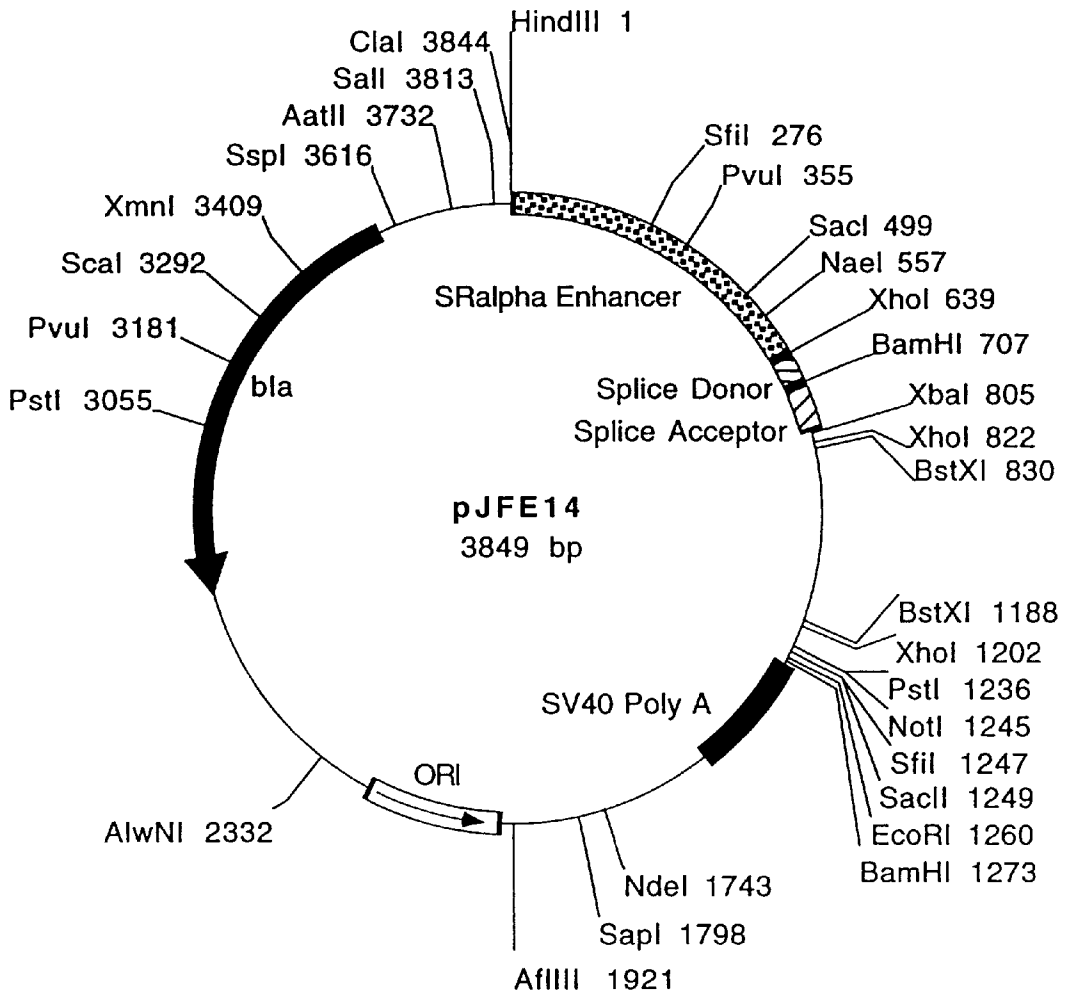 HindIII 1
ClaI 3844
SalI 3813
AatII 3732
SspI 3616
XmnI 3409
ScaI 3292
PvuI 3181
PstI 3055
SfiI 276
PvuI 355
SacI 499
NaeI 557
XhoI 639
BamHI 707
XbaI 805
XhoI 822
BstXI 830
SRalpha Enhancer
Splice Donor
Splice Acceptor
bla
pJFE14
3849 bp
BstXI 1188
XhoI 1202
PstI 1236
NotI 1245
SfiI 1247
SacII 1249
EcoRI 1260
BamHI 1273
SV40 Poly A
ORI
AlwNI 2332
NdeI 1743
SapI 1798
AflIII 1921